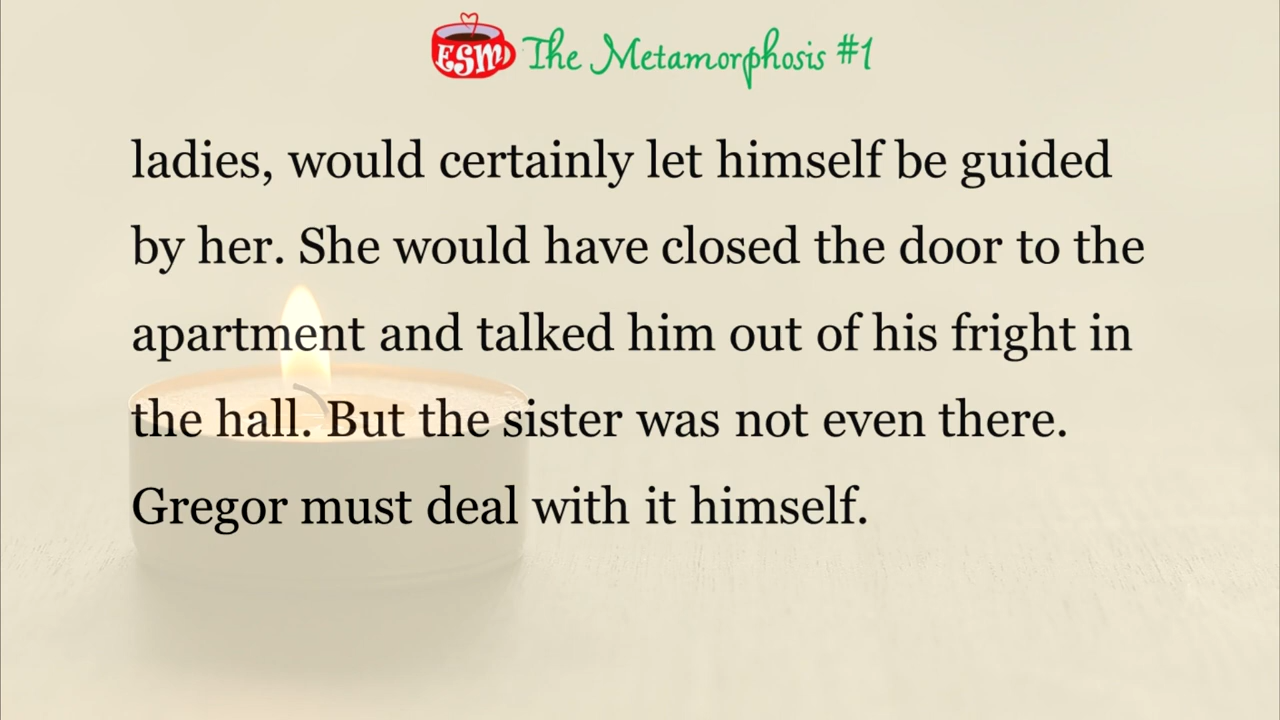 ESM The Metamorphosis #1
ladies, would certainly let himself be guided
by her. She would have closed the door to the
apartment and talked him out of his fright in
the hall. But the sister was not even there.
Gregor must deal with it himself.